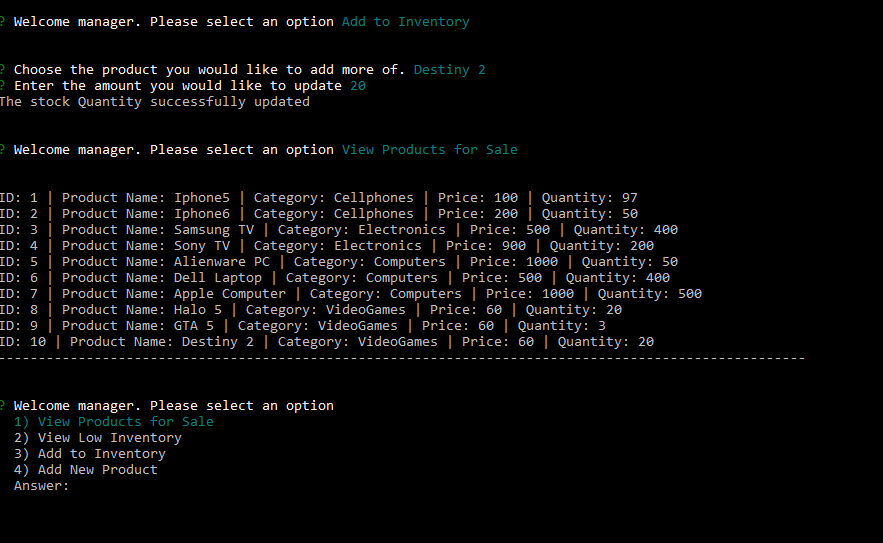 ? Welcome manager. Please select an option Add to Inventory
? Choose the product you would like to add more of. Destiny 2
? Enter the amount you would like to update 20
The stock Quantity successfully updated
? Welcome manager. Please select an option View Products for Sale
ID: 1 | Product Name: Iphone5 | Category: Cellphones | Price: 100 | Quantity: 97
ID: 2 | Product Name: Iphone6 | Category: Cellphones | Price: 200 | Quantity: 50
ID: 3 | Product Name: Samsung TV | Category: Electronics | Price: 500 | Quantity: 400
ID: 4 | Product Name: Sony TV | Category: Electronics | Price: 900 | Quantity: 200
ID: 5 | Product Name: Alienware PC | Category: Computers | Price: 1000 | Quantity: 50
ID: 6 | Product Name: Dell Laptop | Category: Computers | Price: 500 | Quantity: 400
ID: 7 | Product Name: Apple Computer | Category: Computers | Price: 1000 | Quantity: 500
ID: 8 | Product Name: Halo 5 | Category: VideoGames | Price: 60 | Quantity: 20
ID: 9 | Product Name: GTA 5 | Category: VideoGames | Price: 60 | Quantity: 3
ID: 10 | Product Name: Destiny 2 | Category: VideoGames | Price: 60 | Quantity: 20
-----------------------------------------------------------------------------------------------------
? Welcome manager. Please select an option
1) View Products for Sale
2) View Low Inventory
3) Add to Inventory
4) Add New Product
Answer: